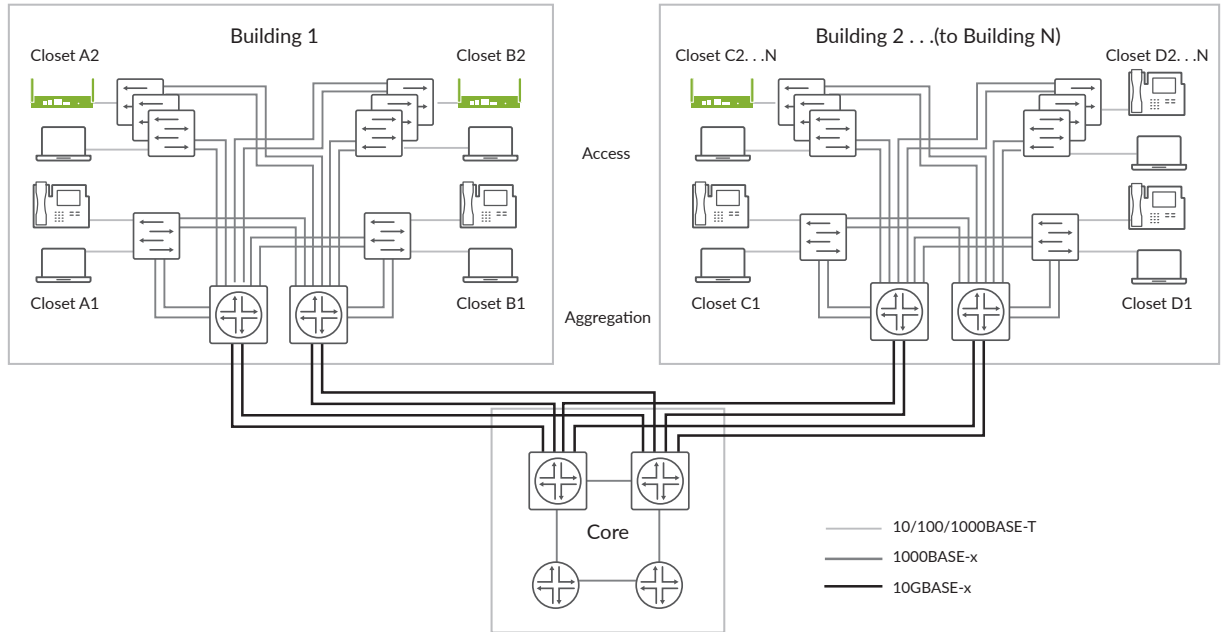 Building 1
Building 2 . . .(to Building N)
Closet A2
Closet B2
Closet C2. . .N
Closet D2. . .N
Access
Closet A1
Closet B1
Closet C1
Closet D1
Aggregation
Core
10/100/1000BASE-T
1000BASE-x
10GBASE-x